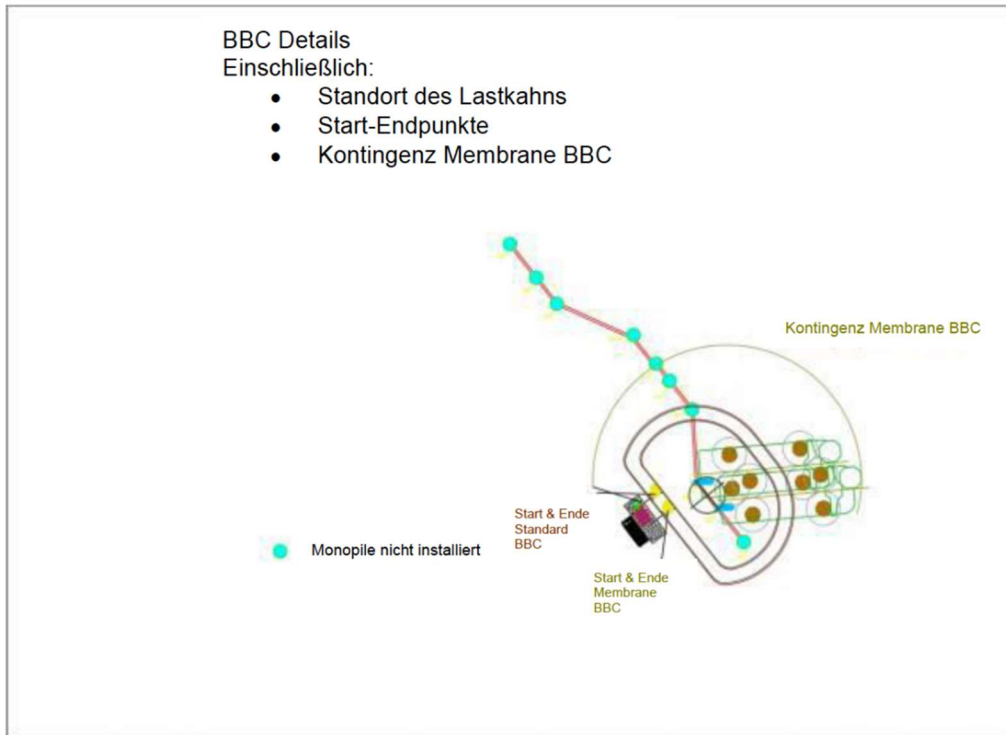 BBC Details
Einschließlich:
• Standort des Lastkahns
• Start-Endpunkte
• Kontingenz Membrane BBC
Kontingenz Membrane BBC
Start & Ende
Standard
BBC
Monopile nicht installiert
Start & Ende
Membrane
BBC